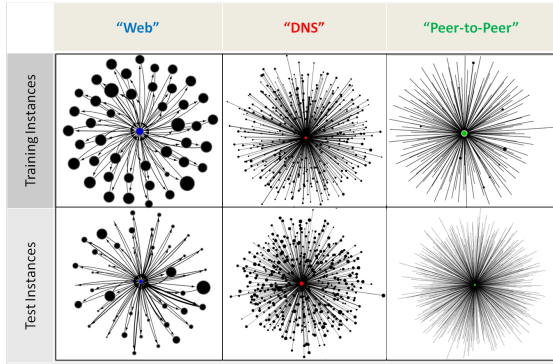 “Web”
“DNS”
“Peer-to-Peer”
Training Instances
Test Instances